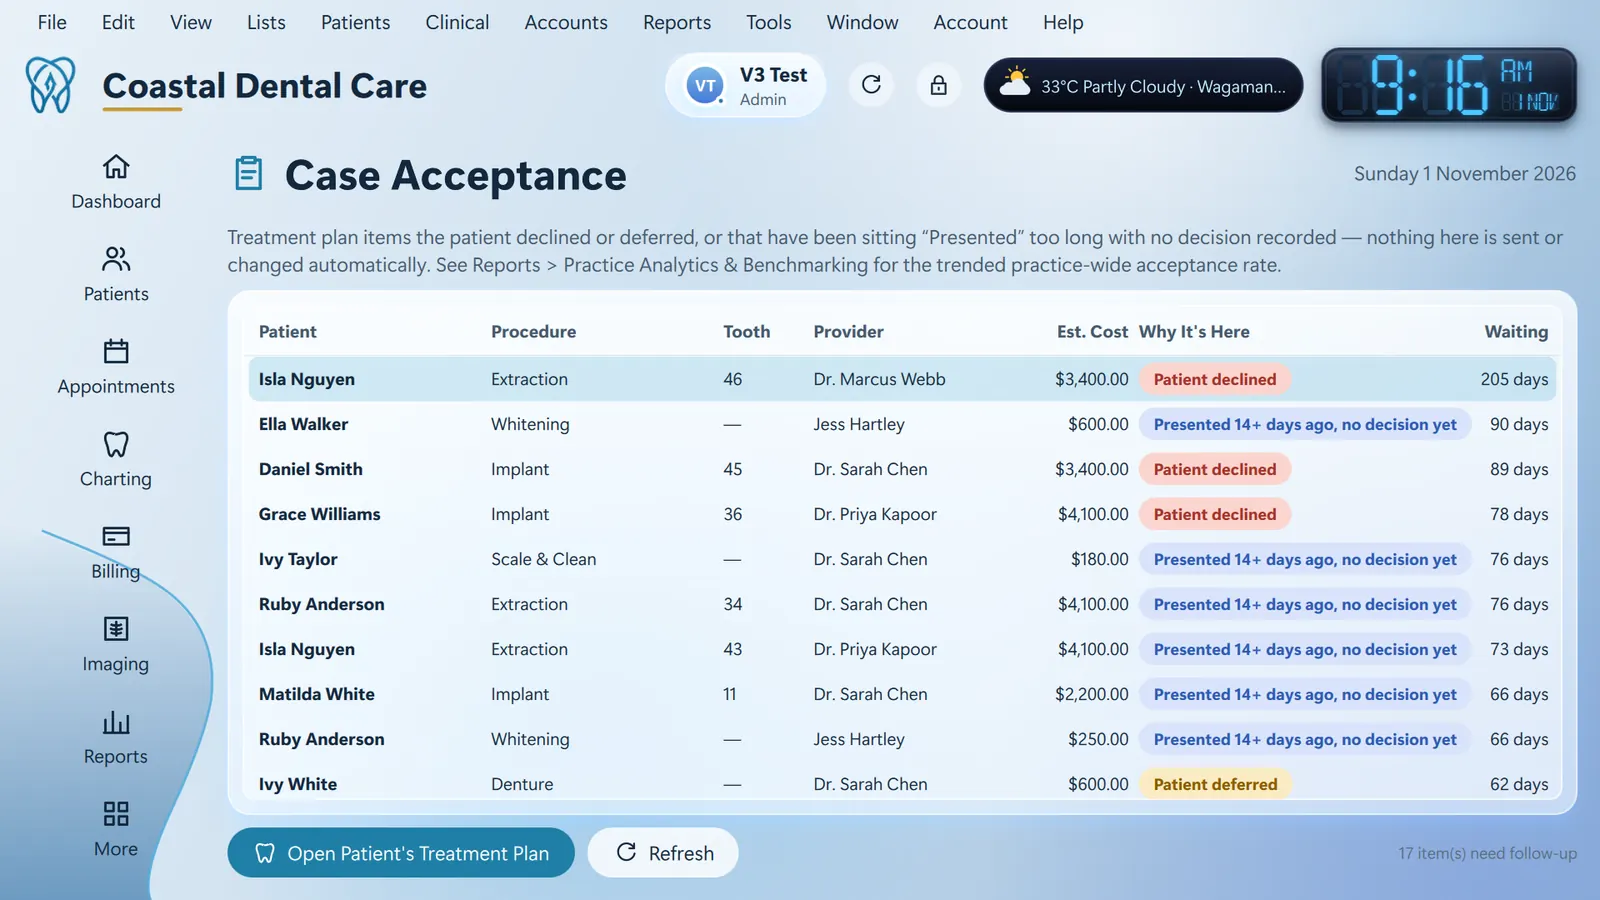 File Edit View Lists Patients Clinical Accounts Reports Tools Window Account Help
Coastal Dental Care
VT
V3 Test
Admin
33°C Partly Cloudy · Wagaman...
9:16 AM
1 NOV
Dashboard
Patients
Appointments
Charting
Billing
Imaging
Reports
More
Case Acceptance
Sunday 1 November 2026
Treatment plan items the patient declined or deferred, or that have been sitting “Presented” too long with no decision recorded — nothing here is sent or
changed automatically. See Reports > Practice Analytics & Benchmarking for the trended practice-wide acceptance rate.
Patient Procedure Tooth Provider Est. Cost Why It's Here Waiting
Isla Nguyen Extraction 46 Dr. Marcus Webb $3,400.00 Patient declined 205 days
Ella Walker Whitening — Jess Hartley $600.00 Presented 14+ days ago, no decision yet 90 days
Daniel Smith Implant 45 Dr. Sarah Chen $3,400.00 Patient declined 89 days
Grace Williams Implant 36 Dr. Priya Kapoor $4,100.00 Patient declined 78 days
Ivy Taylor Scale & Clean — Dr. Sarah Chen $180.00 Presented 14+ days ago, no decision yet 76 days
Ruby Anderson Extraction 34 Dr. Sarah Chen $4,100.00 Presented 14+ days ago, no decision yet 76 days
Isla Nguyen Extraction 43 Dr. Priya Kapoor $4,100.00 Presented 14+ days ago, no decision yet 73 days
Matilda White Implant 11 Dr. Sarah Chen $2,200.00 Presented 14+ days ago, no decision yet 66 days
Ruby Anderson Whitening — Jess Hartley $250.00 Presented 14+ days ago, no decision yet 66 days
Ivy White Denture — Dr. Sarah Chen $600.00 Patient deferred 62 days
Open Patient's Treatment Plan
Refresh
17 item(s) need follow-up